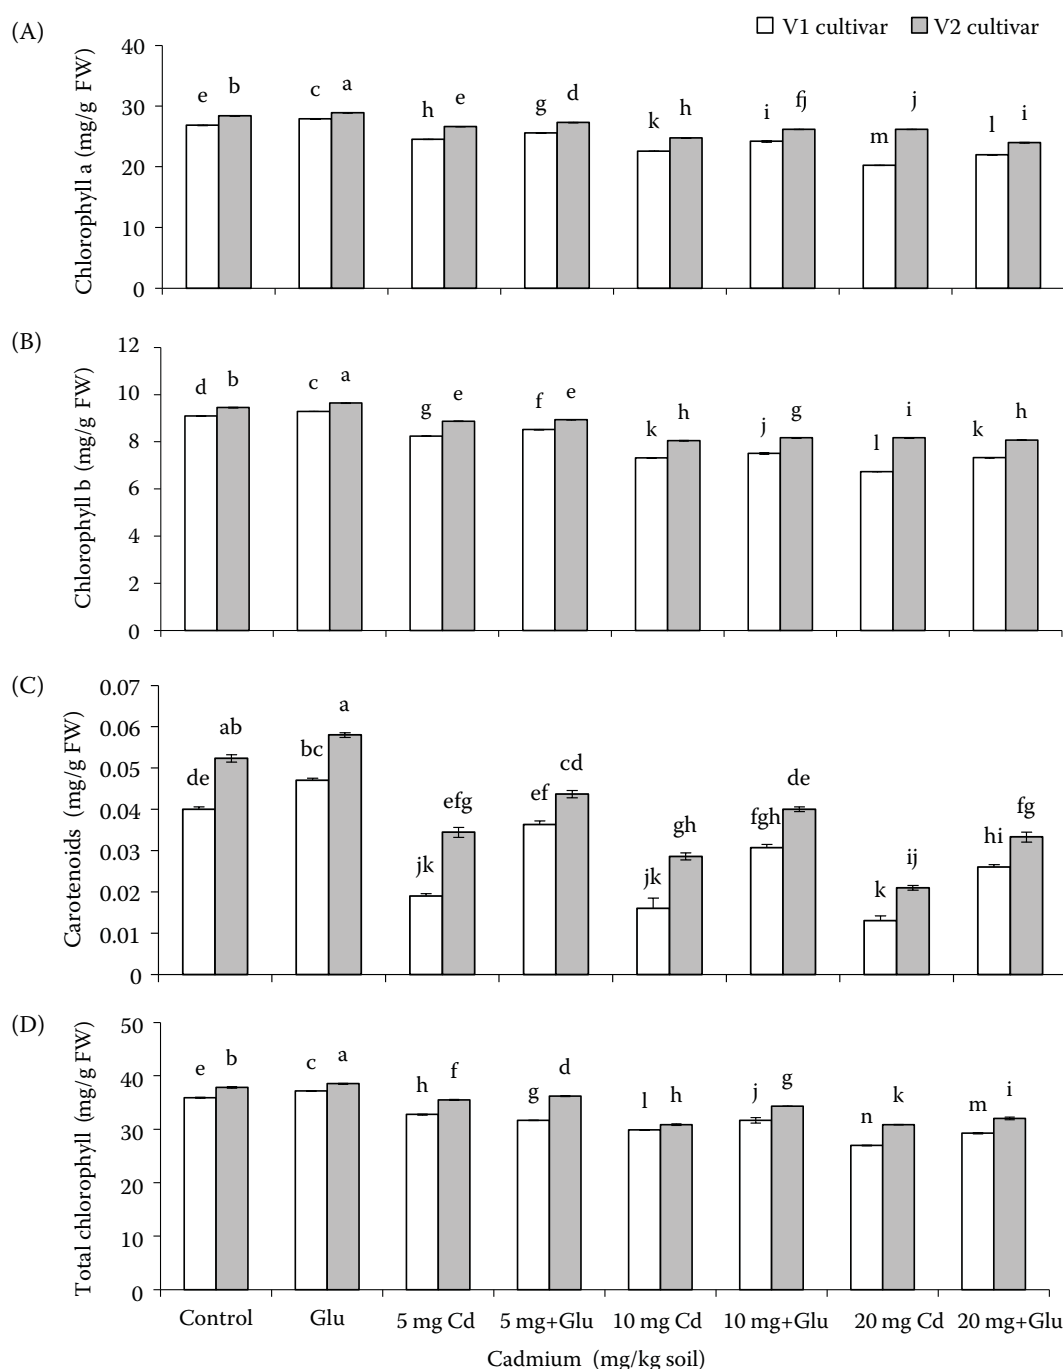 (A)
V1 cultivar V2 cultivar
Chlorophyll a (mg/g FW)
40
30
20
10
0
e b c a h e g d k h i fj m j l i
(B)
Chlorophyll b (mg/g FW)
12
10
8
6
4
2
0
d b c a g e f e k h j g l i k h
(C)
Carotenoids (mg/g FW)
0.07
0.06
0.05
0.04
0.03
0.02
0.01
0
de ab bc a jk efg ef cd jk gh fgh de k ij hi fg
(D)
Total chlorophyll (mg/g FW)
50
40
30
20
10
0
e b c a h f g d l h j g n k m i
Control Glu 5 mg Cd 5 mg+Glu 10 mg Cd 10 mg+Glu 20 mg Cd 20 mg+Glu
Cadmium (mg/kg soil)